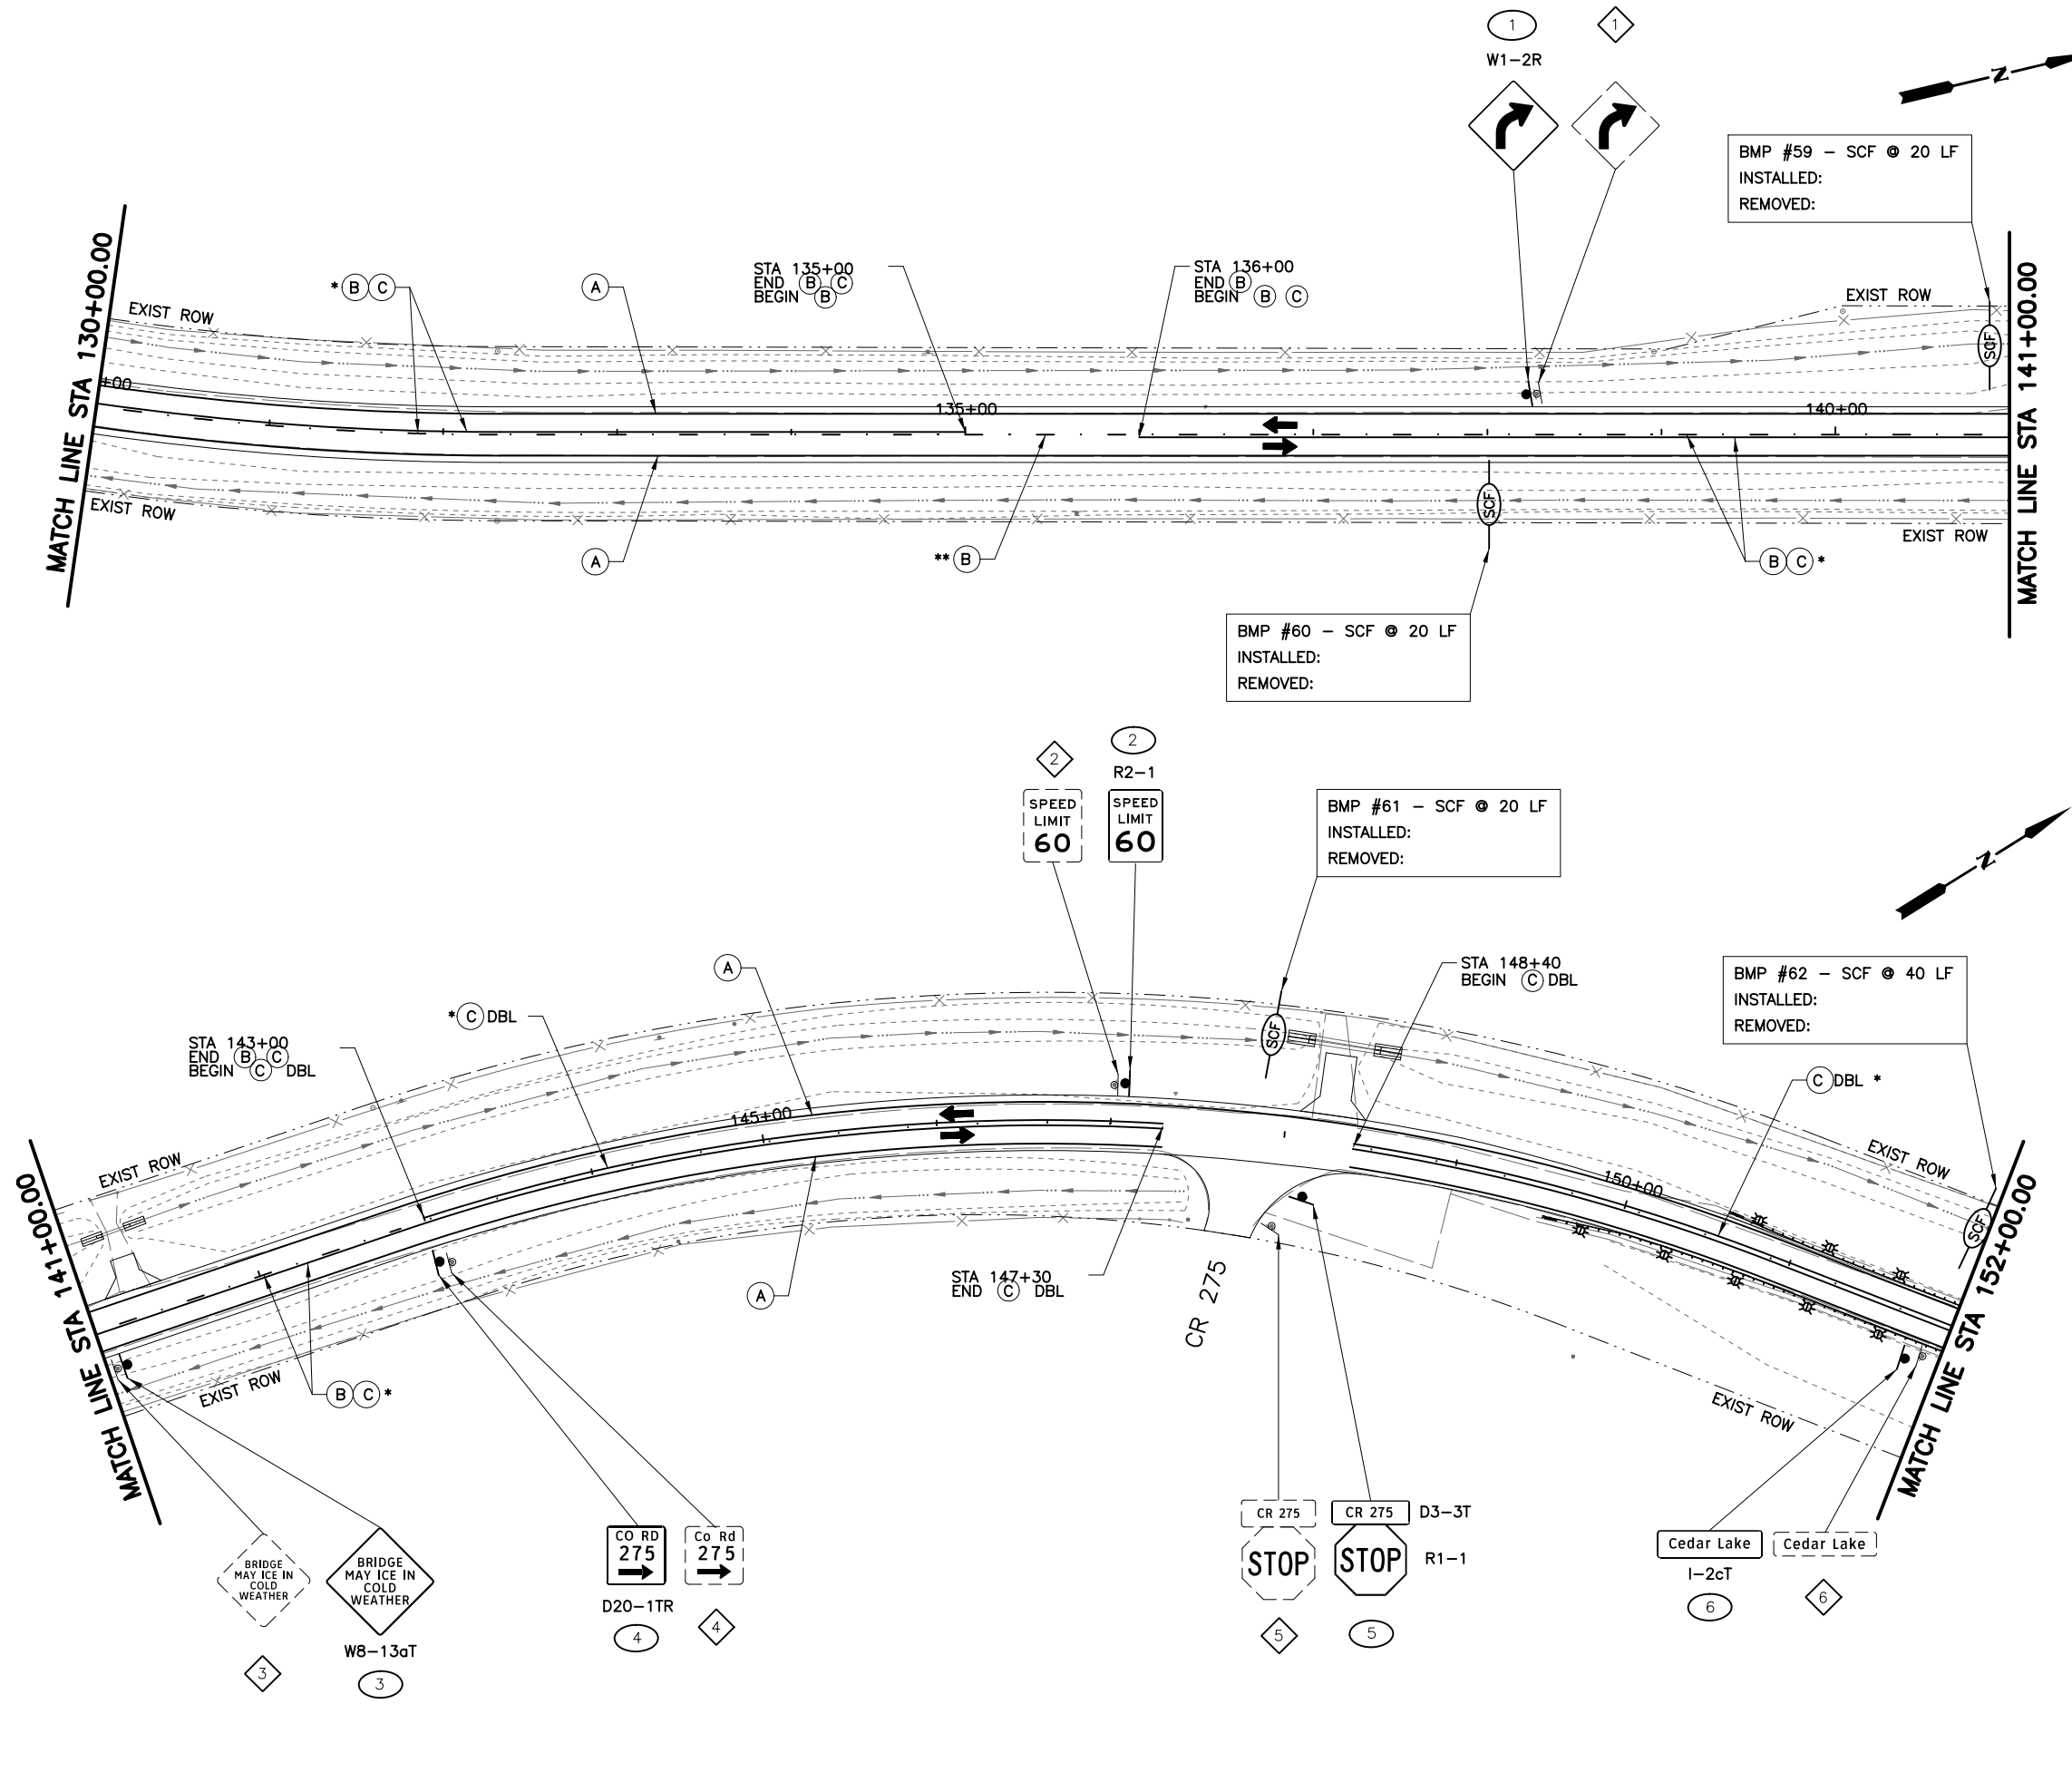 1
1
W1-2R
N
BMP #59 - SCF @ 20 LF
INSTALLED:
REMOVED:
MATCH LINE STA 130+00.00
EXIST ROW
* B C
A
STA 135+00
END B C
BEGIN B
STA 136+00
END B
BEGIN B C
EXIST ROW
SCF
MATCH LINE STA 141+00.00
+00
135+00
140+00
EXIST ROW
A
** B
SCF
B C *
EXIST ROW
BMP #60 - SCF @ 20 LF
INSTALLED:
REMOVED:
2
2
R2-1
SPEED
LIMIT
60
SPEED
LIMIT
60
BMP #61 - SCF @ 20 LF
INSTALLED:
REMOVED:
N
A
STA 148+40
BEGIN C DBL
BMP #62 - SCF @ 40 LF
INSTALLED:
REMOVED:
* C DBL
STA 143+00
END B C
BEGIN C DBL
SCF
C DBL *
145+00
EXIST ROW
EXIST ROW
150+00
SCF
MATCH LINE STA 141+00.00
MATCH LINE STA 152+00.00
STA 147+30
END C DBL
A
CR 275
EXIST ROW
B C *
EXIST ROW
BRIDGE
MAY ICE IN
COLD
WEATHER
3
BRIDGE
MAY ICE IN
COLD
WEATHER
W8-13aT
3
CO RD
275
D20-1TR
4
Co Rd
275
4
CR 275
STOP
5
CR 275
D3-3T
STOP
R1-1
5
Cedar Lake
I-2cT
6
Cedar Lake
6